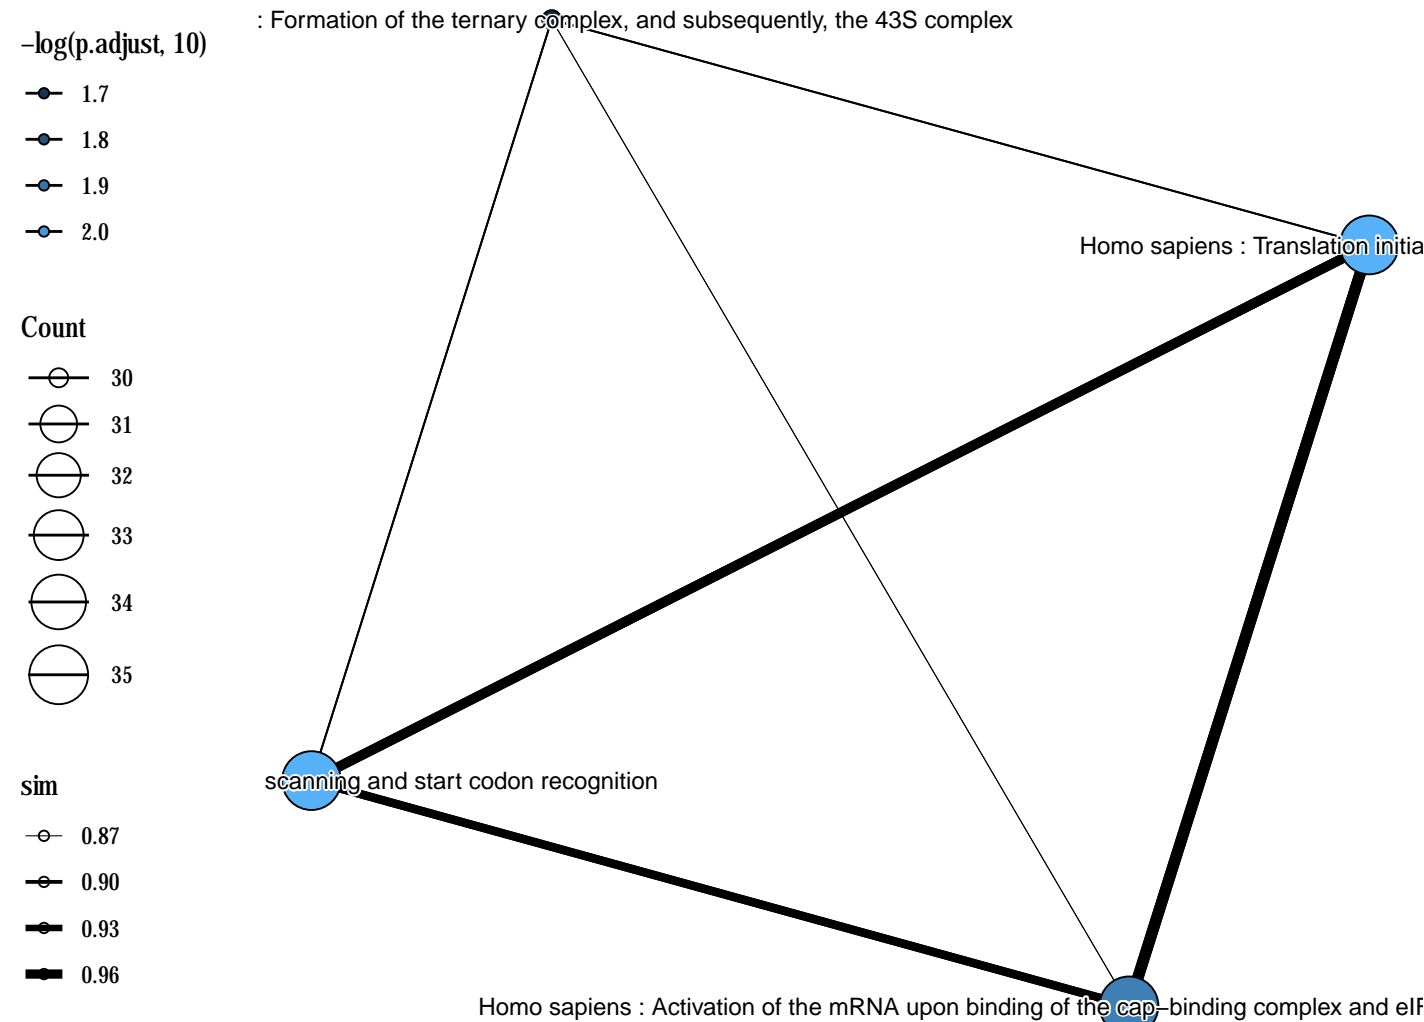 : Formation of the ternary complex, and subsequently, the 43S complex
–log(p.adjust, 10)
1.7
1.8
1.9
2.0
Homo sapiens : Translation initia
Count
30
31
32
33
34
35
scanning and start codon recognition
sim
0.87
0.90
0.93
0.96
Homo sapiens : Activation of the mRNA upon binding of the cap–binding complex and eIF